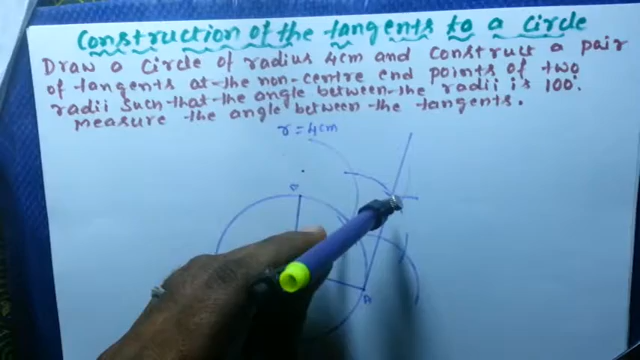 Construction of the tangents to a circle
Draw a circle of radius 4cm and construct a pair
of tangents at the non-centre end points of two
radii such that the angle between the radii is 100°.
Measure the angle between the tangents.
r = 4cm
A